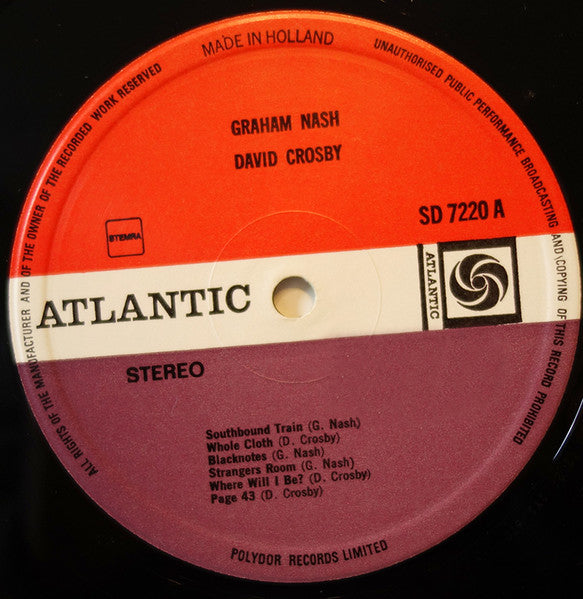 MADE IN HOLLAND
UNAUTHORISED PUBLIC PERFORMANCE BROADCASTING AND COPYING OF THIS RECORD PROHIBITED
ALL RIGHTS OF THE MANUFACTURER AND OF THE OWNER OF THE RECORDED WORK RESERVED
GRAHAM NASH
DAVID CROSBY
SD 7220 A
STEMRA
ATLANTIC
ATLANTIC
STEREO
Southbound Train (G. Nash)
Whole Cloth (D. Crosby)
Blacknotes (G. Nash)
Strangers Room (G. Nash)
Where Will I Be? (D. Crosby)
Page 43 (D. Crosby)
POLYDOR RECORDS LIMITED